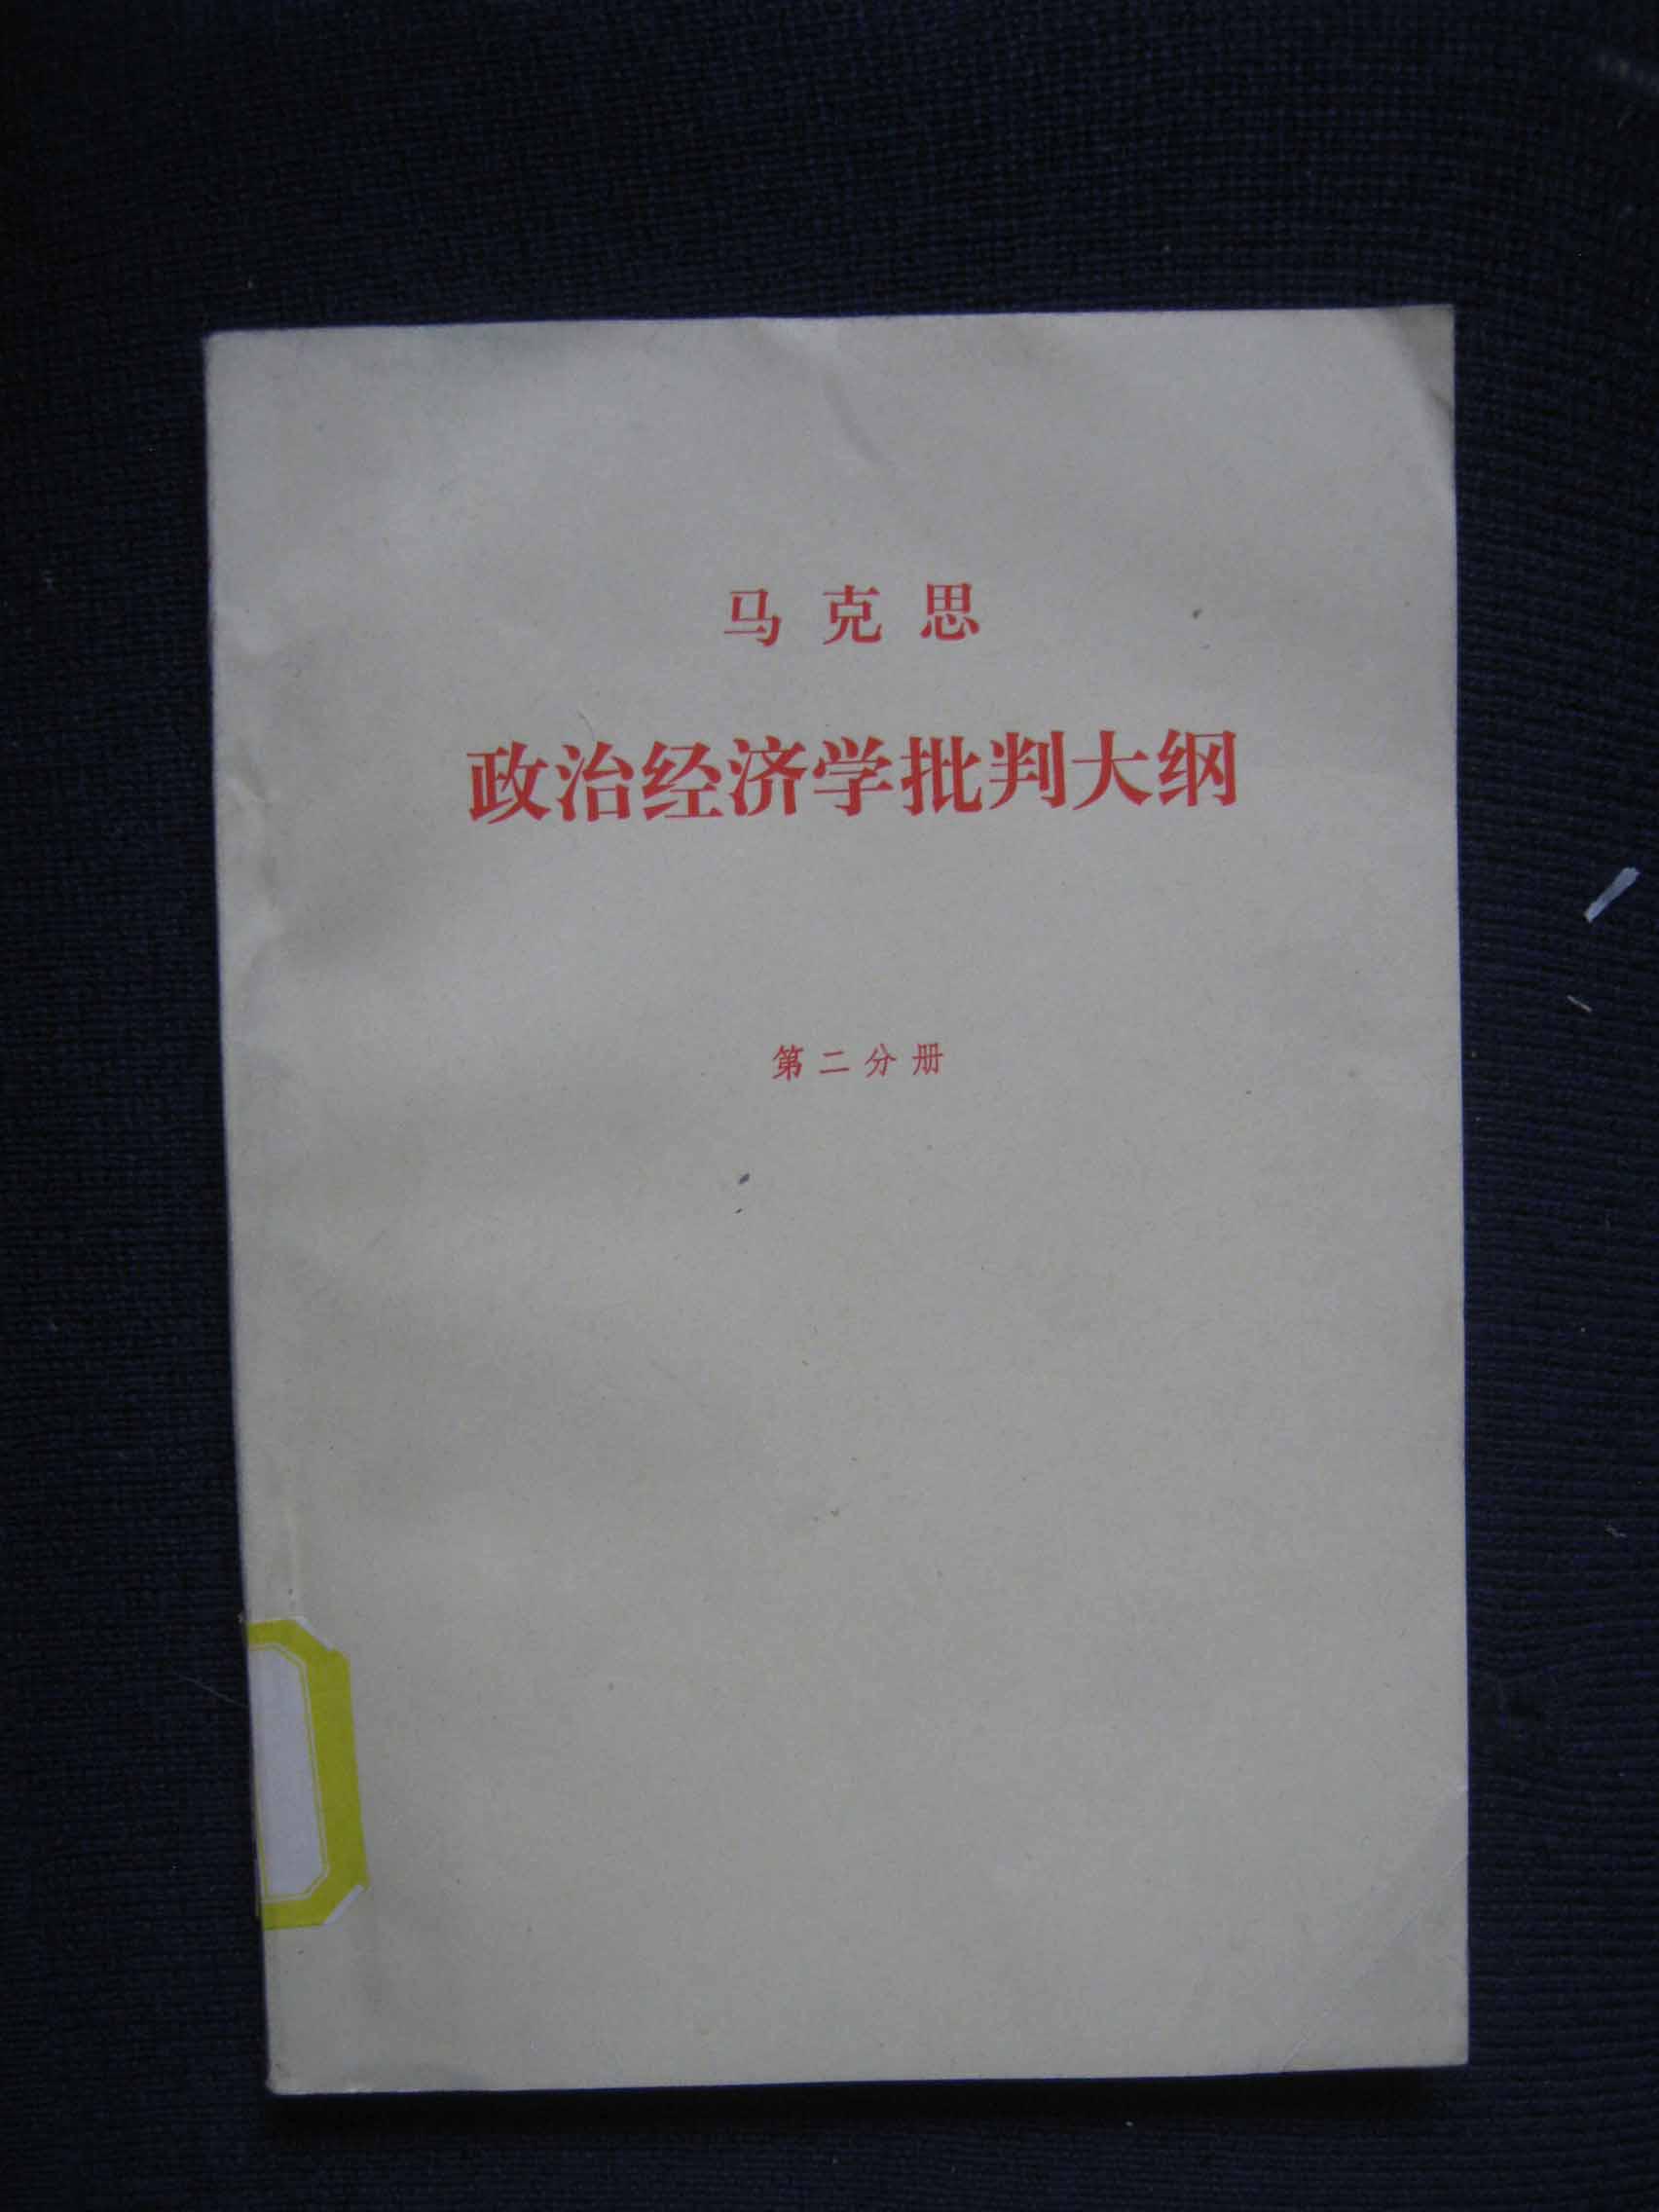 马克思
政治经济学批判大纲
第二分册